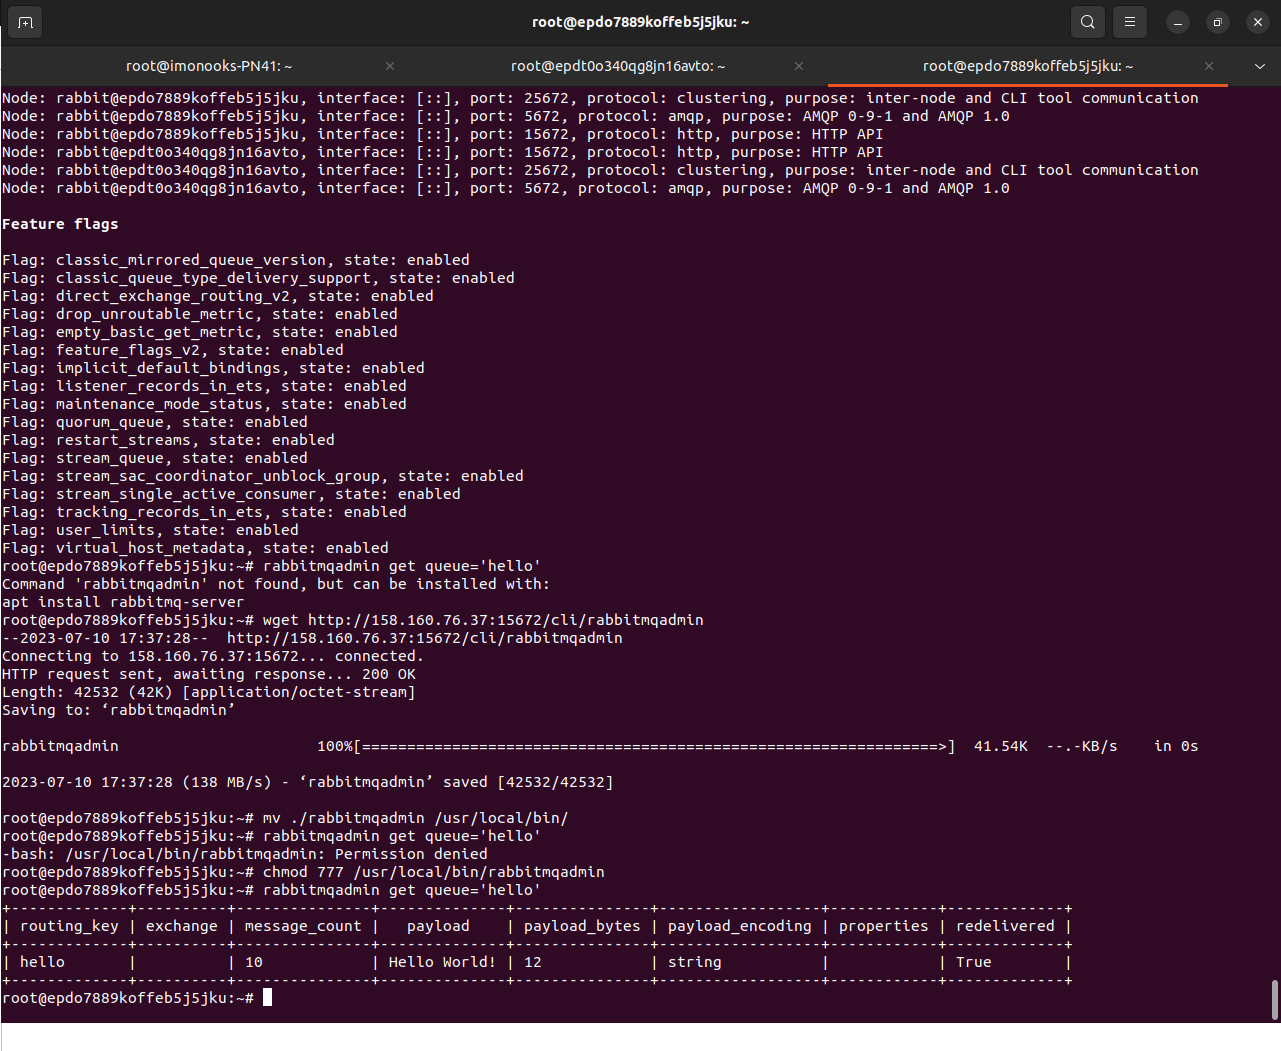 root@epdo7889koffeb5j5jku: ~
root@imonooks-PN41: ~
root@epdt0o340qg8jn16avto: ~
root@epdo7889koffeb5j5jku: ~
Node: rabbit@epdo7889koffeb5j5jku, interface: [::], port: 25672, protocol: clustering, purpose: inter-node and CLI tool communication
Node: rabbit@epdo7889koffeb5j5jku, interface: [::], port: 5672, protocol: amqp, purpose: AMQP 0-9-1 and AMQP 1.0
Node: rabbit@epdo7889koffeb5j5jku, interface: [::], port: 15672, protocol: http, purpose: HTTP API
Node: rabbit@epdt0o340qg8jn16avto, interface: [::], port: 15672, protocol: http, purpose: HTTP API
Node: rabbit@epdt0o340qg8jn16avto, interface: [::], port: 25672, protocol: clustering, purpose: inter-node and CLI tool communication
Node: rabbit@epdt0o340qg8jn16avto, interface: [::], port: 5672, protocol: amqp, purpose: AMQP 0-9-1 and AMQP 1.0
Feature flags
Flag: classic_mirrored_queue_version, state: enabled
Flag: classic_queue_type_delivery_support, state: enabled
Flag: direct_exchange_routing_v2, state: enabled
Flag: drop_unroutable_metric, state: enabled
Flag: empty_basic_get_metric, state: enabled
Flag: feature_flags_v2, state: enabled
Flag: implicit_default_bindings, state: enabled
Flag: listener_records_in_ets, state: enabled
Flag: maintenance_mode_status, state: enabled
Flag: quorum_queue, state: enabled
Flag: restart_streams, state: enabled
Flag: stream_queue, state: enabled
Flag: stream_sac_coordinator_unblock_group, state: enabled
Flag: stream_single_active_consumer, state: enabled
Flag: tracking_records_in_ets, state: enabled
Flag: user_limits, state: enabled
Flag: virtual_host_metadata, state: enabled
root@epdo7889koffeb5j5jku:~# rabbitmqadmin get queue='hello'
Command 'rabbitmqadmin' not found, but can be installed with:
apt install rabbitmq-server
root@epdo7889koffeb5j5jku:~# wget http://158.160.76.37:15672/cli/rabbitmqadmin
--2023-07-10 17:37:28--  http://158.160.76.37:15672/cli/rabbitmqadmin
Connecting to 158.160.76.37:15672... connected.
HTTP request sent, awaiting response... 200 OK
Length: 42532 (42K) [application/octet-stream]
Saving to: ‘rabbitmqadmin’
rabbitmqadmin                      100%[================================================================>]  41.54K  --.-KB/s    in 0s
2023-07-10 17:37:28 (138 MB/s) - ‘rabbitmqadmin’ saved [42532/42532]
root@epdo7889koffeb5j5jku:~# mv ./rabbitmqadmin /usr/local/bin/
root@epdo7889koffeb5j5jku:~# rabbitmqadmin get queue='hello'
-bash: /usr/local/bin/rabbitmqadmin: Permission denied
root@epdo7889koffeb5j5jku:~# chmod 777 /usr/local/bin/rabbitmqadmin
root@epdo7889koffeb5j5jku:~# rabbitmqadmin get queue='hello'
+-------------+----------+---------------+--------------+---------------+------------------+------------+-------------+
| routing_key | exchange | message_count |   payload    | payload_bytes | payload_encoding | properties | redelivered |
+-------------+----------+---------------+--------------+---------------+------------------+------------+-------------+
| hello       |          | 10            | Hello World! | 12            | string           |            | True        |
+-------------+----------+---------------+--------------+---------------+------------------+------------+-------------+
root@epdo7889koffeb5j5jku:~#